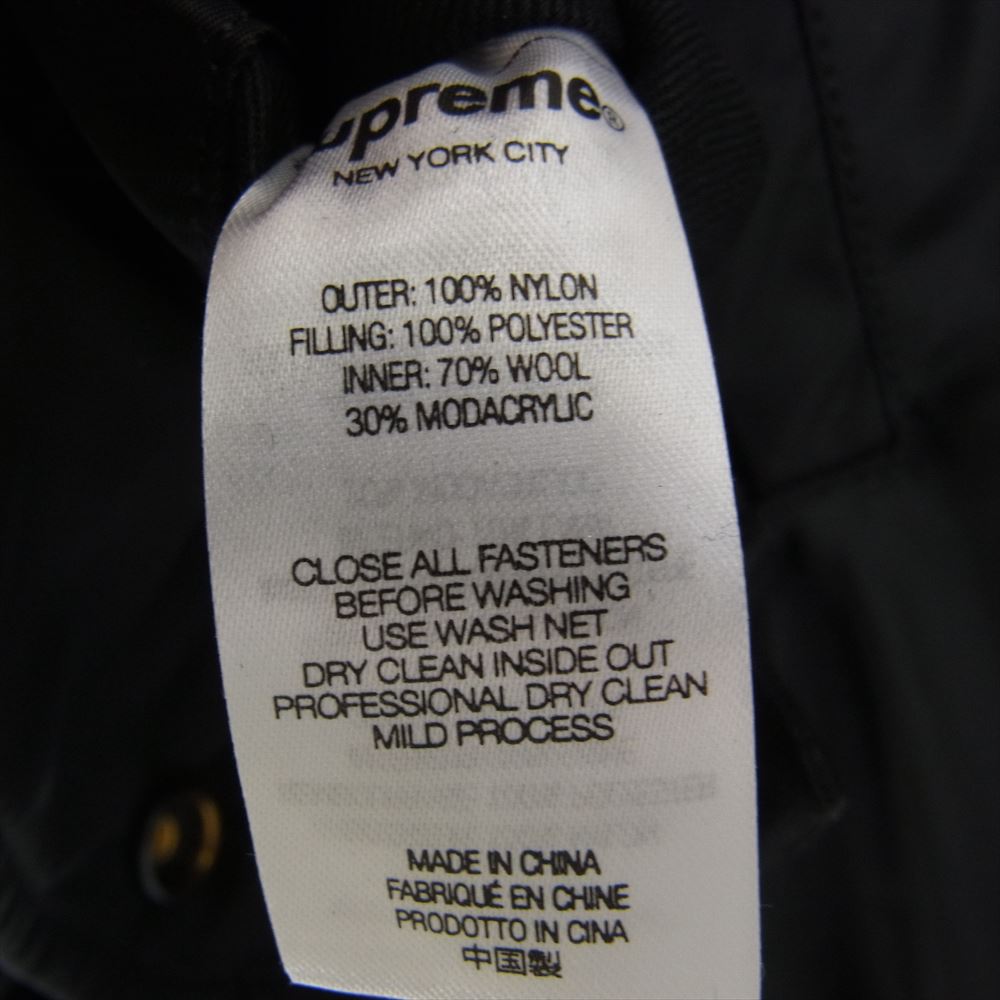 upreme®
NEW YORK CITY
OUTER: 100% NYLON
FILLING: 100% POLYESTER
INNER: 70% WOOL
30% MODACRYLIC
CLOSE ALL FASTENERS
BEFORE WASHING
USE WASH NET
DRY CLEAN INSIDE OUT
PROFESSIONAL DRY CLEAN
MILD PROCESS
MADE IN CHINA
FABRIQUÉ EN CHINE
PRODOTTO IN CINA
中国製